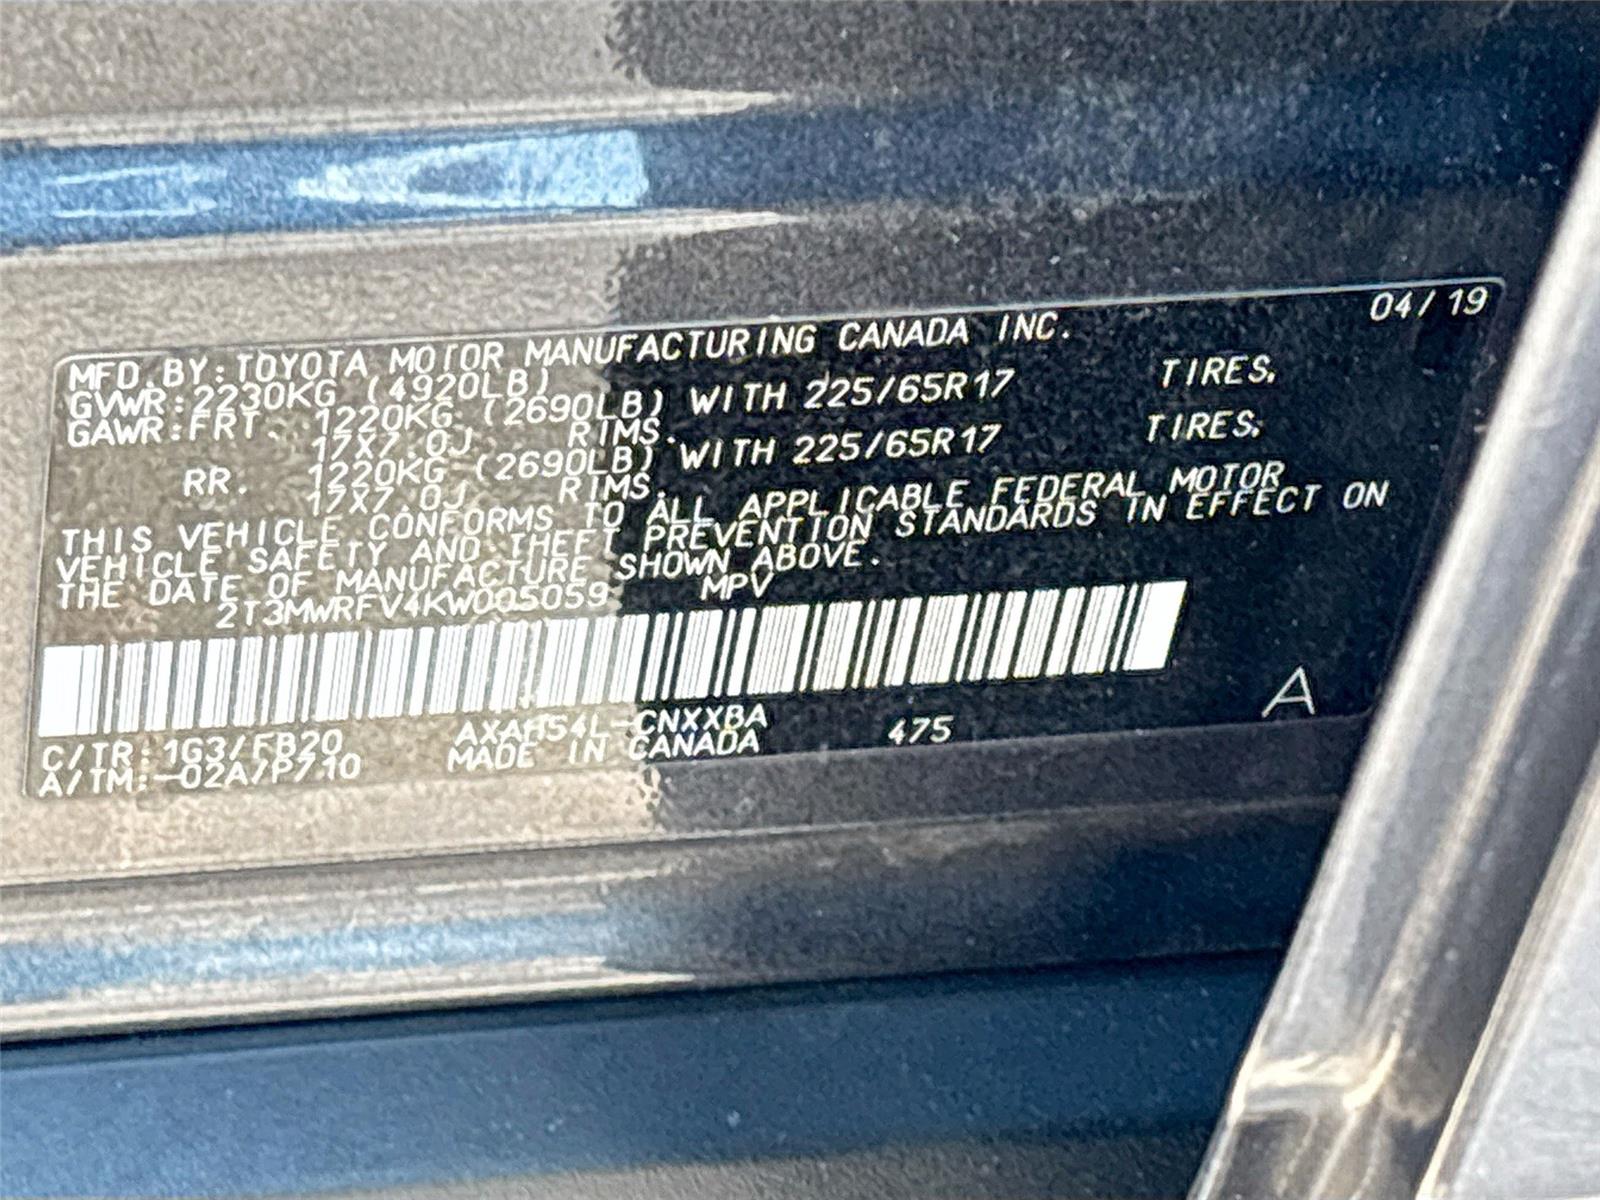 04/19
MFD.BY:TOYOTA MOTOR MANUFACTURING CANADA INC.
GVWR:2230KG (4920LB)
GAWR:FRT. 1220KG (2690LB) WITH 225/65R17 TIRES,
17X7.0J RIMS.
RR. 1220KG (2690LB) WITH 225/65R17 TIRES,
17X7.0J RIMS.
THIS VEHICLE CONFORMS TO ALL APPLICABLE FEDERAL MOTOR
VEHICLE SAFETY AND THEFT PREVENTION STANDARDS IN EFFECT ON
THE DATE OF MANUFACTURE SHOWN ABOVE.
2T3MWRFV4KW005059 MPV
A
C/TR:1G3/FB20 AXAH54L-CNXXBA 475
A/TM:-02A/P710 MADE IN CANADA